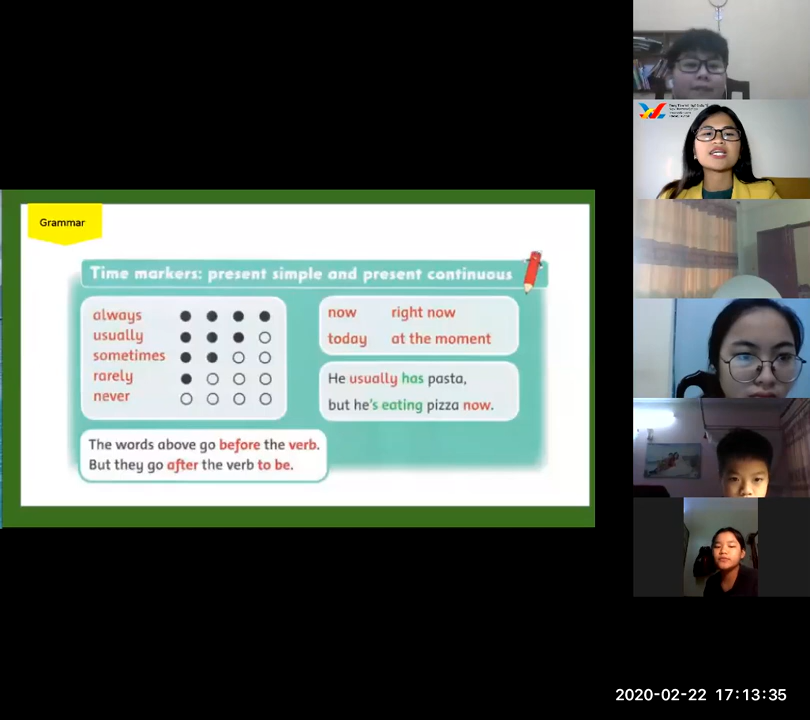 Grammar
Time markers: present simple and present continuous
always
usually
sometimes
rarely
never
now right now
today at the moment
He usually has pasta,
but he's eating pizza now.
The words above go before the verb.
But they go after the verb to be.
2020-02-22 17:13:35